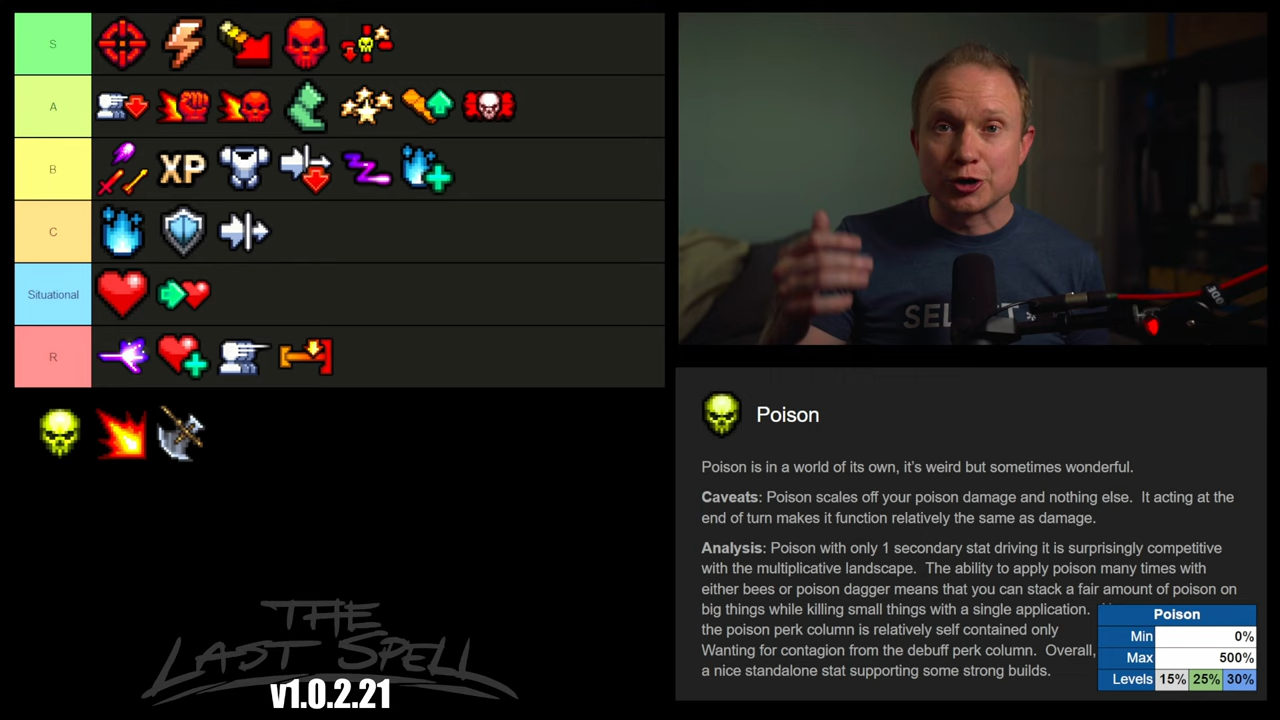 S
A
B
XP
C
Situational
R
SELECT
ODE
Poison
Poison is in a world of its own, it's weird but sometimes wonderful.
Caveats: Poison scales off your poison damage and nothing else.  It acting at the
end of turn makes it function relatively the same as damage.
Analysis: Poison with only 1 secondary stat driving it is surprisingly competitive
with the multiplicative landscape.  The ability to apply poison many times with
either bees or poison dagger means that you can stack a fair amount of poison on
big things while killing small things with a single application.
the poison perk column is relatively self contained only
Wanting for contagion from the debuff perk column.  Overall,
a nice standalone stat supporting some strong builds.
Poison
Min 0%
Max 500%
Levels 15% 25% 30%
THE
LAST SPELL
v1.0.2.21